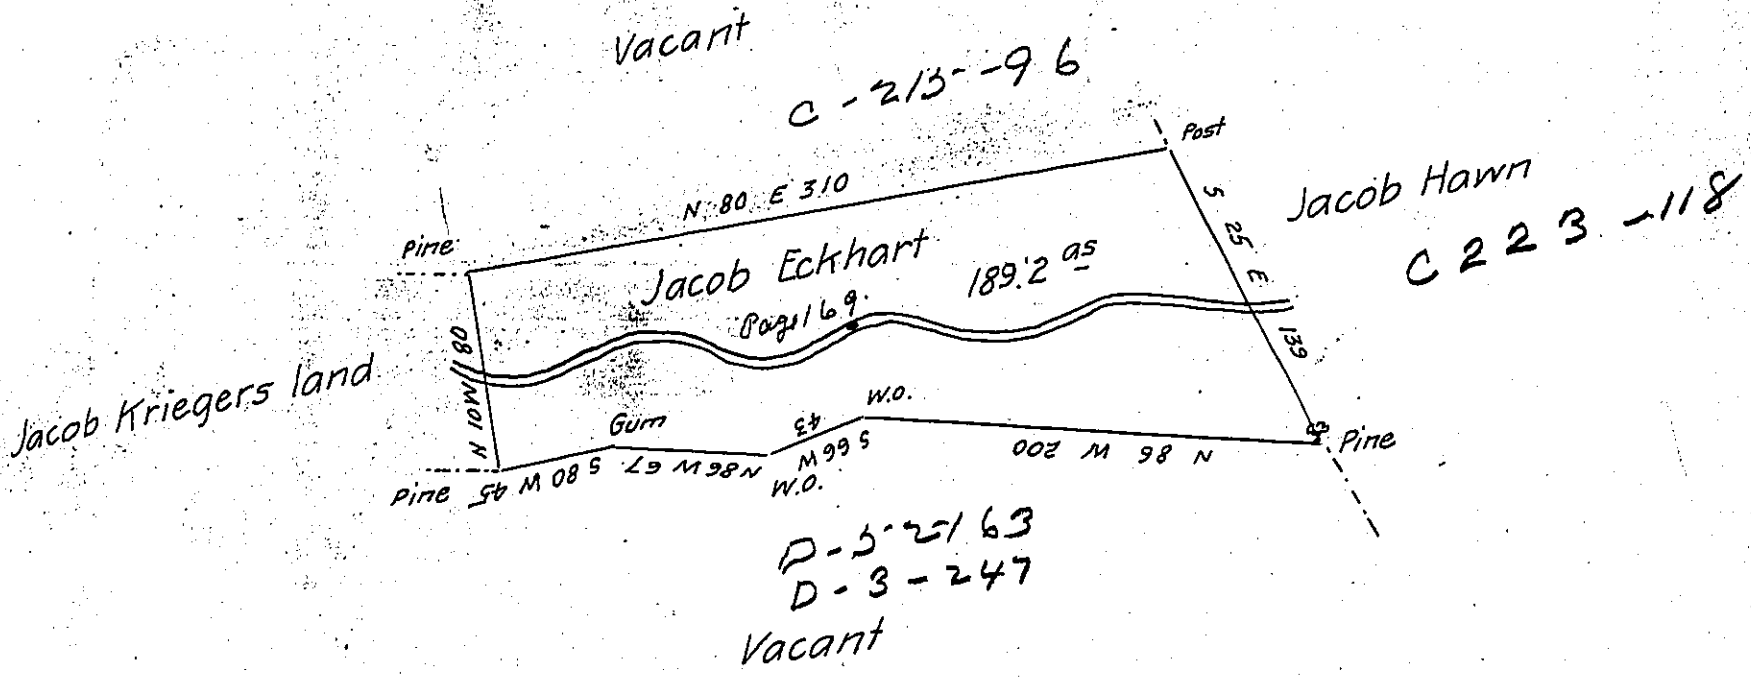 Vacant
C - 213 - 96
Post
N. 80 E 310
Jacob Hawn
C 223 - 118
S 25 E 139
Pine
Jacob Eckhart
189.2 as
Page 169.
N 10W 80
Jacob Kriegers land
Gum
W.O.
43
S 66 W
N 86 W 200
Pine
Pine
S 80 W 45
N 86 W 67
W.O.
D - 3 - 247
Vacant